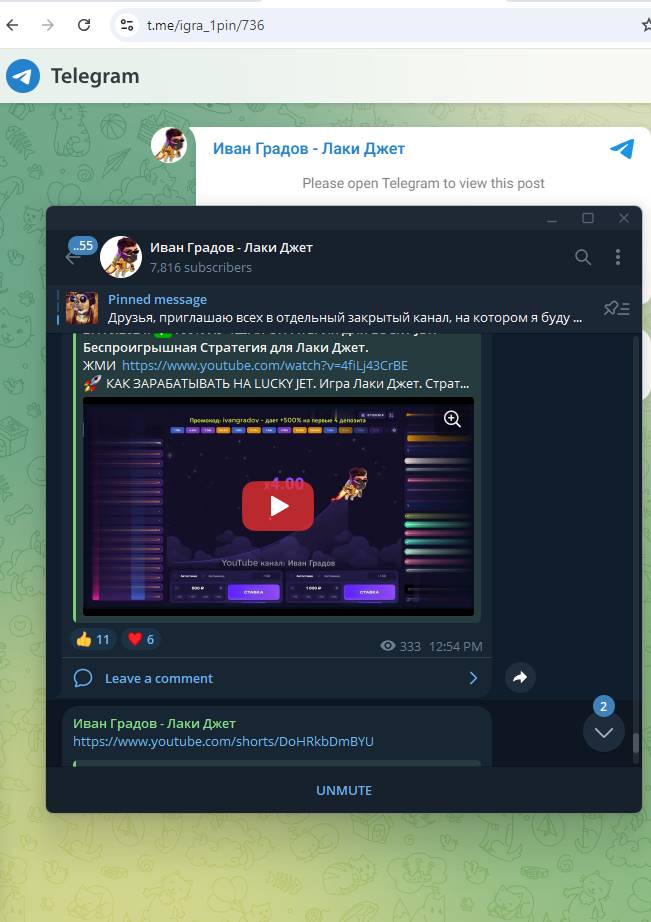 t.me/igra_1pin/736
Telegram
Иван Градов - Лаки Джет
Please open Telegram to view this post
..55
Иван Градов - Лаки Джет
7,816 subscribers
Pinned message
Друзья, приглашаю всех в отдельный закрытый канал, на котором я буду ...
Беспроигрышная Стратегия для Лаки Джет.
ЖМИ https://www.youtube.com/watch?v=4fiLj43CrBE
🚀 КАК ЗАРАБАТЫВАТЬ НА LUCKY JET. Игра Лаки Джет. Страт...
Промокод: ivangradov - дает +500% на первые 4 депозита
x4.00
YouTube канал: Иван Градов
500 ₽ СТАВКА 1 000 ₽ СТАВКА
👍 11 ❤️ 6
333 12:54 PM
Leave a comment
Иван Градов - Лаки Джет
https://www.youtube.com/shorts/DoHRkbDmBYU
2
UNMUTE